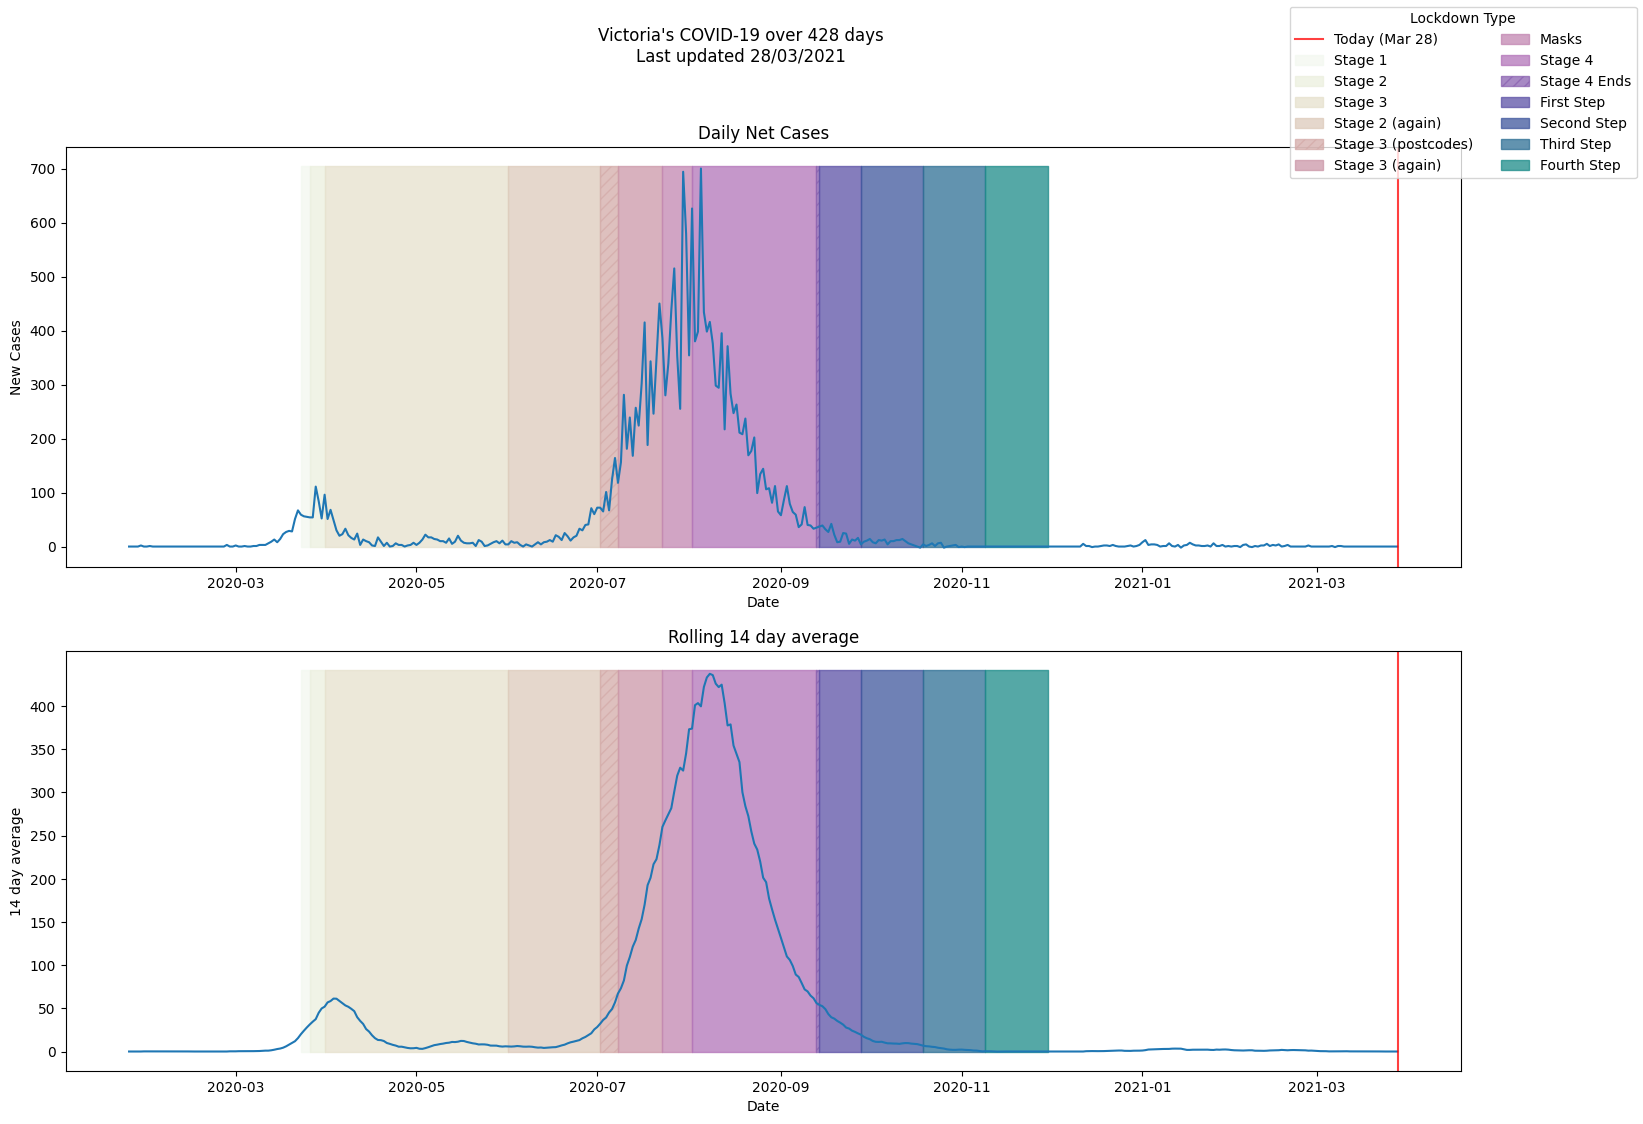 Victoria's COVID-19 over 428 days
Last updated 28/03/2021
Lockdown Type
Today (Mar 28)
Stage 1
Stage 2
Stage 3
Stage 2 (again)
Stage 3 (postcodes)
Stage 3 (again)
Masks
Stage 4
Stage 4 Ends
First Step
Second Step
Third Step
Fourth Step
Daily Net Cases
New Cases
700
600
500
400
300
200
100
0
2020-03 2020-05 2020-07 2020-09 2020-11 2021-01 2021-03
Date
Rolling 14 day average
14 day average
400
350
300
250
200
150
100
50
0
2020-03 2020-05 2020-07 2020-09 2020-11 2021-01 2021-03
Date